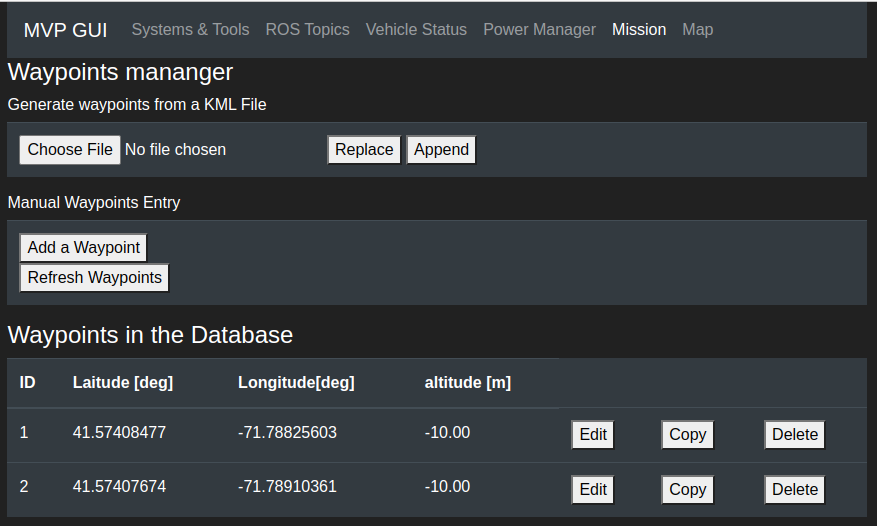 MVP GUI Systems & Tools ROS Topics Vehicle Status Power Manager Mission Map
Waypoints mananger
Generate waypoints from a KML File
Choose File No file chosen Replace Append
Manual Waypoints Entry
Add a Waypoint
Refresh Waypoints
Waypoints in the Database
ID Laitude [deg] Longitude[deg] altitude [m]
1 41.57408477 -71.78825603 -10.00 Edit Copy Delete
2 41.57407674 -71.78910361 -10.00 Edit Copy Delete